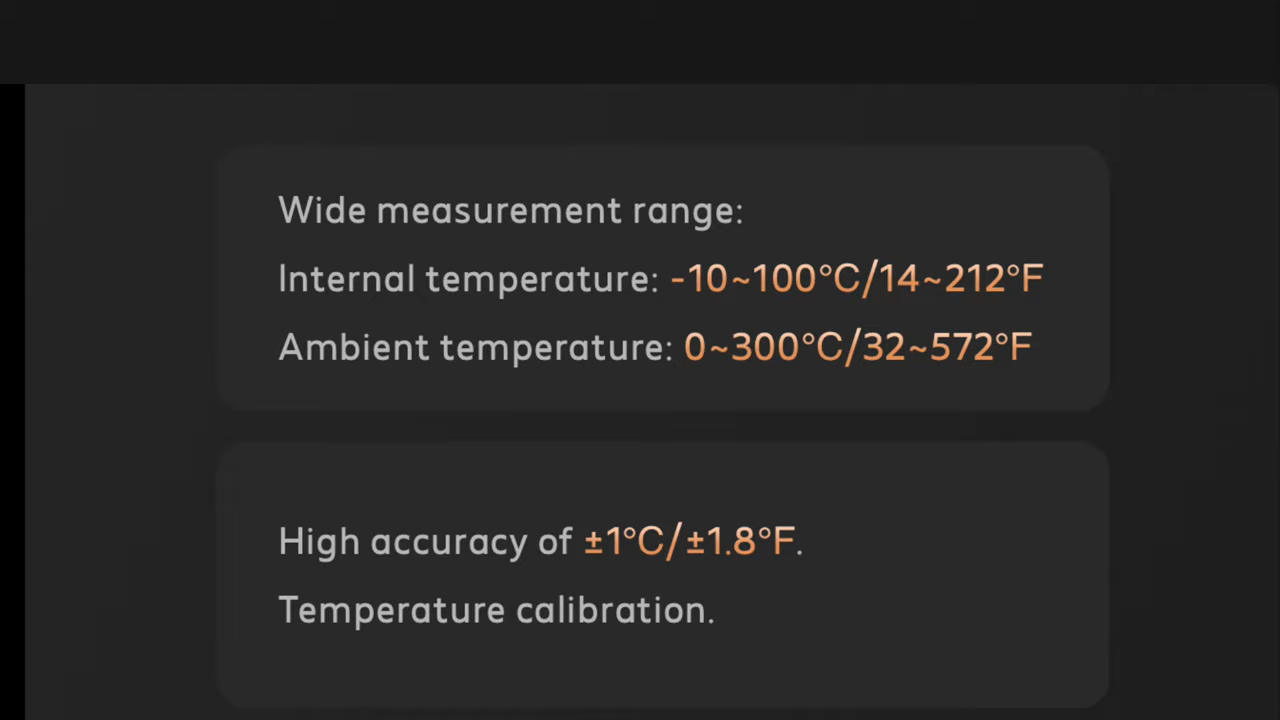 Wide measurement range:
Internal temperature: -10~100°C/14~212°F
Ambient temperature: 0~300°C/32~572°F
High accuracy of ±1°C/±1.8°F.
Temperature calibration.